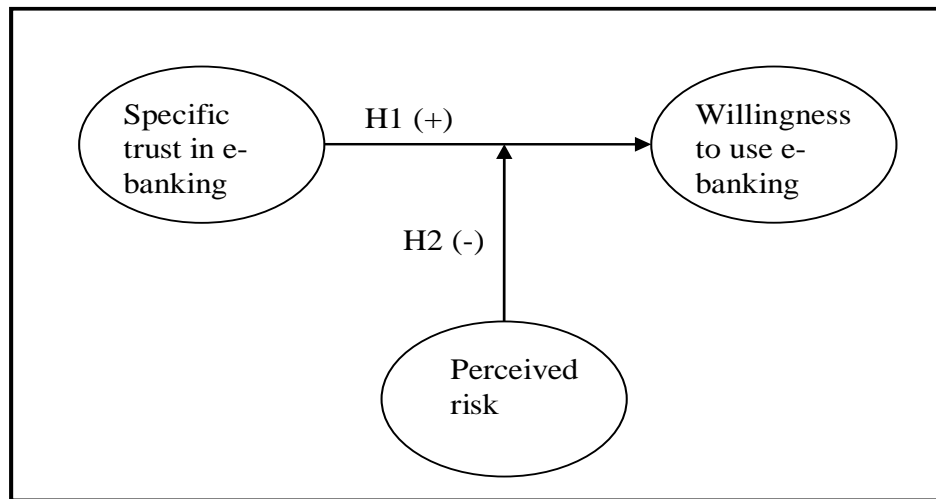 Specific
trust in e-
banking
H1 (+)
Willingness
to use e-
banking
H2 (-)
Perceived
risk